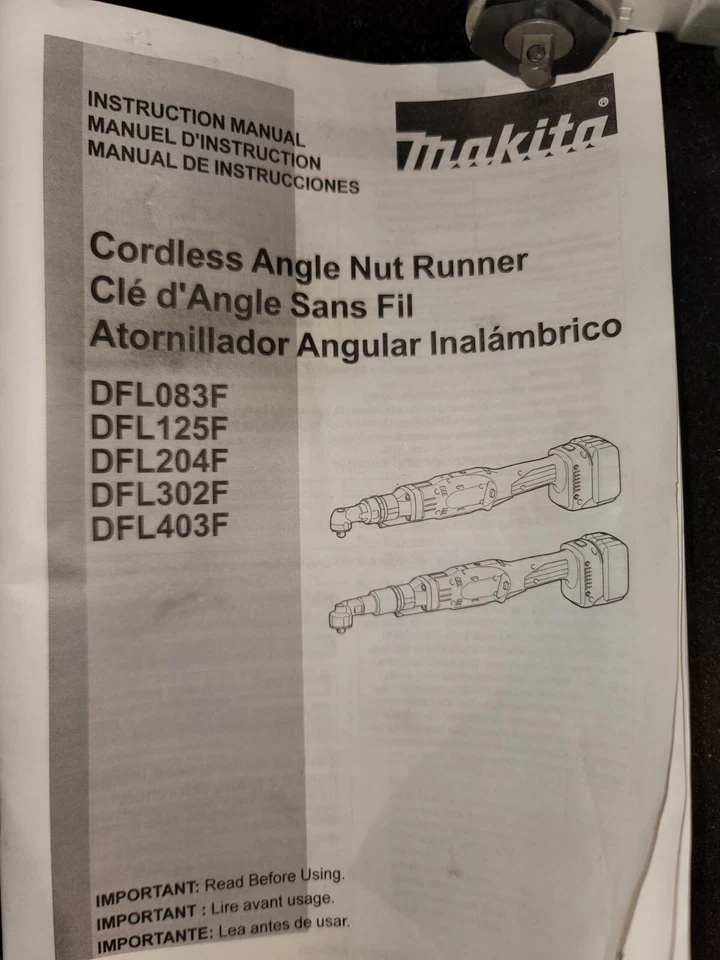 INSTRUCTION MANUAL
MANUEL D'INSTRUCTION
MANUAL DE INSTRUCCIONES
makita®
Cordless Angle Nut Runner
Clé d'Angle Sans Fil
Atornillador Angular Inalámbrico
DFL083F
DFL125F
DFL204F
DFL302F
DFL403F
IMPORTANT: Read Before Using.
IMPORTANT : Lire avant usage.
IMPORTANTE: Lea antes de usar.